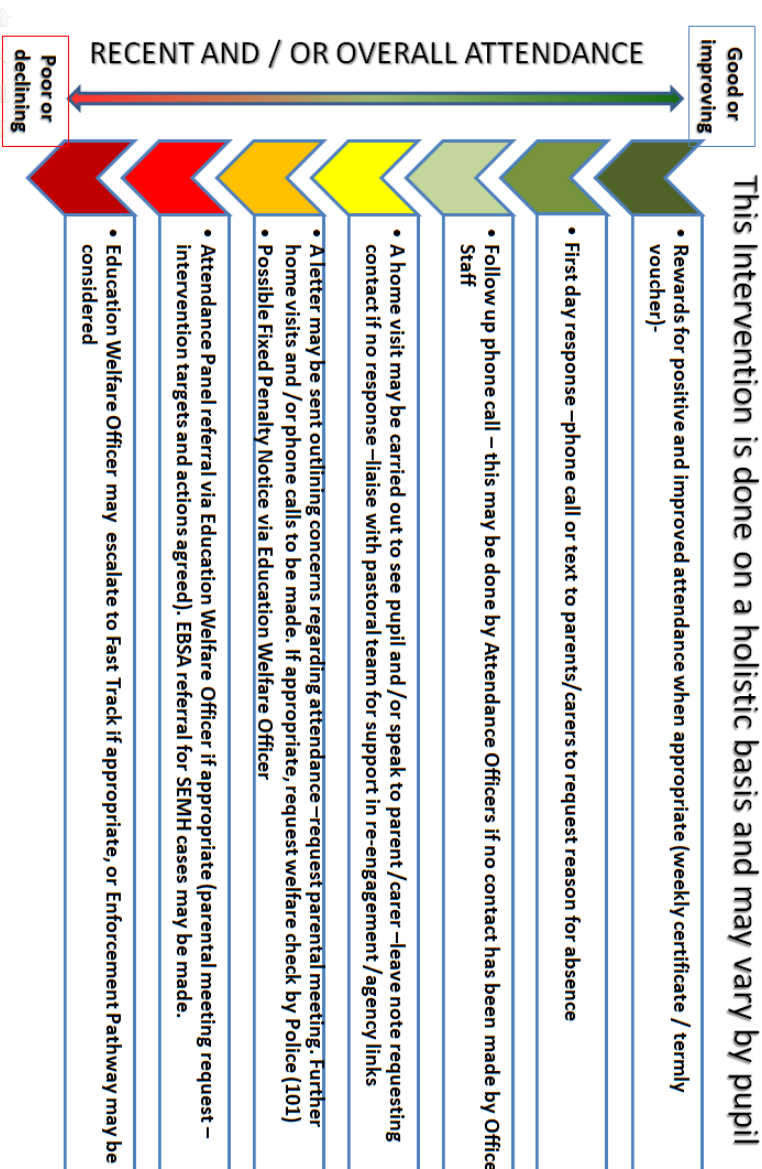 This Intervention is done on a holistic basis and may vary by pupil
Good or
improving
RECENT AND / OR OVERALL ATTENDANCE
Poor or
declining
• Rewards for positive and improved attendance when appropriate (weekly certificate / termly
voucher)-
• First day response –phone call or text to parents/carers to request reason for absence
• Follow up phone call – this may be done by Attendance Officers if no contact has been made by Office
Staff
• A home visit may be carried out to see pupil and /or speak to parent /carer –leave note requesting
contact if no response –liaise with pastoral team for support in re-engagement /agency links
• A letter may be sent outlining concerns regarding attendance –request parental meeting. Further
home visits and /or phone calls to be made. If appropriate, request welfare check by Police (101)
• Possible Fixed Penalty Notice via Education Welfare Officer
• Attendance Panel referral via Education Welfare Officer if appropriate (parental meeting request –
intervention targets and actions agreed). EBSA referral for SEMH cases may be made.
• Education Welfare Officer may escalate to Fast Track if appropriate, or Enforcement Pathway may be
considered